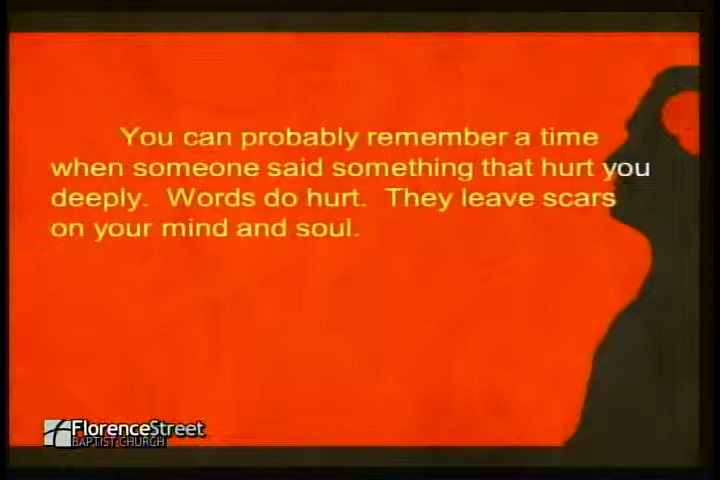 You can probably remember a time
when someone said something that hurt you
deeply.  Words do hurt.  They leave scars
on your mind and soul.
FlorenceStreet
BAPTIST CHURCH